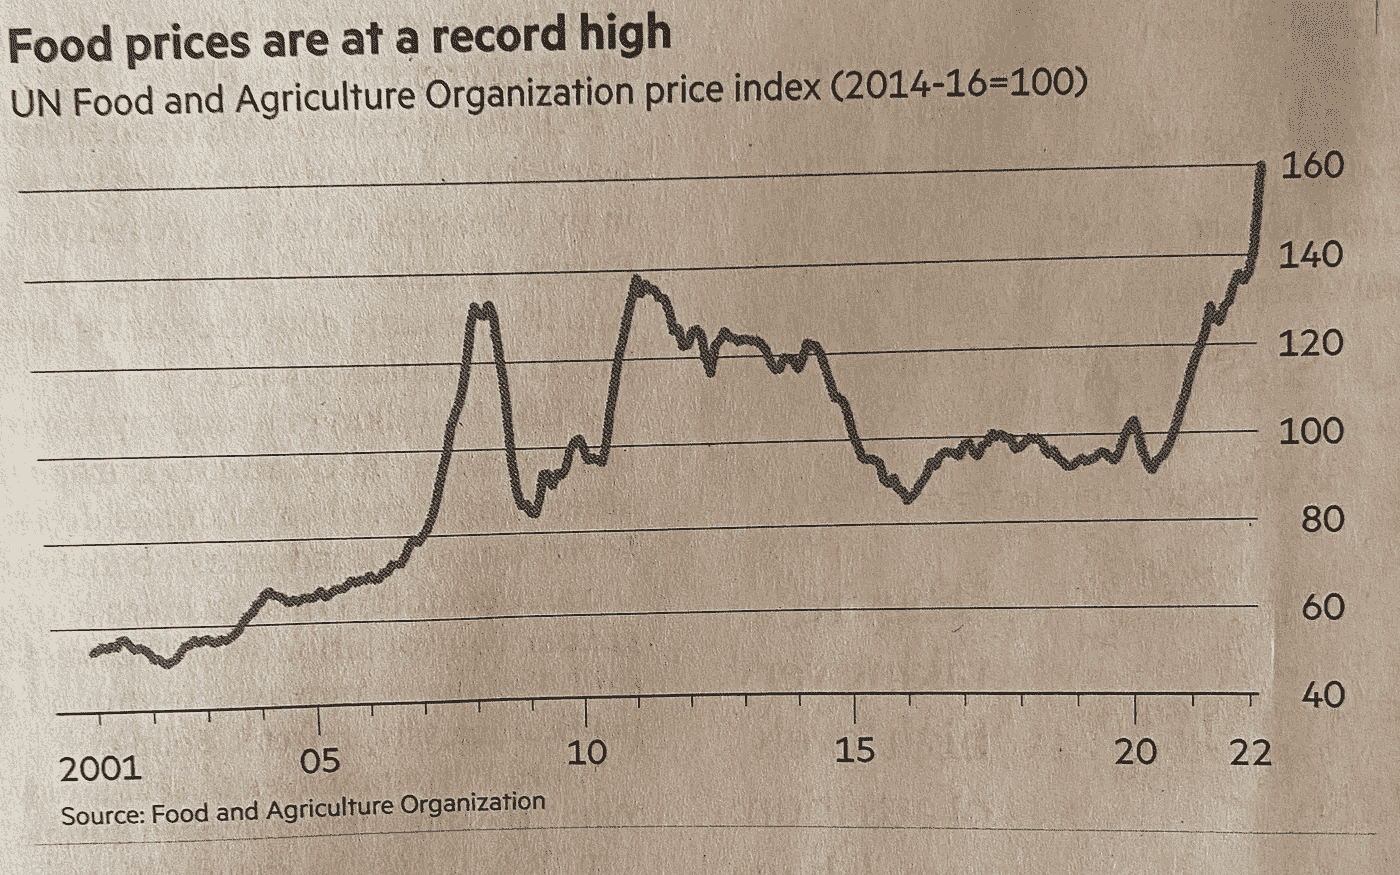 Food prices are at a record high
UN Food and Agriculture Organization price index (2014-16=100)
160
140
120
100
80
60
40
2001 05 10 15 20 22
Source: Food and Agriculture Organization